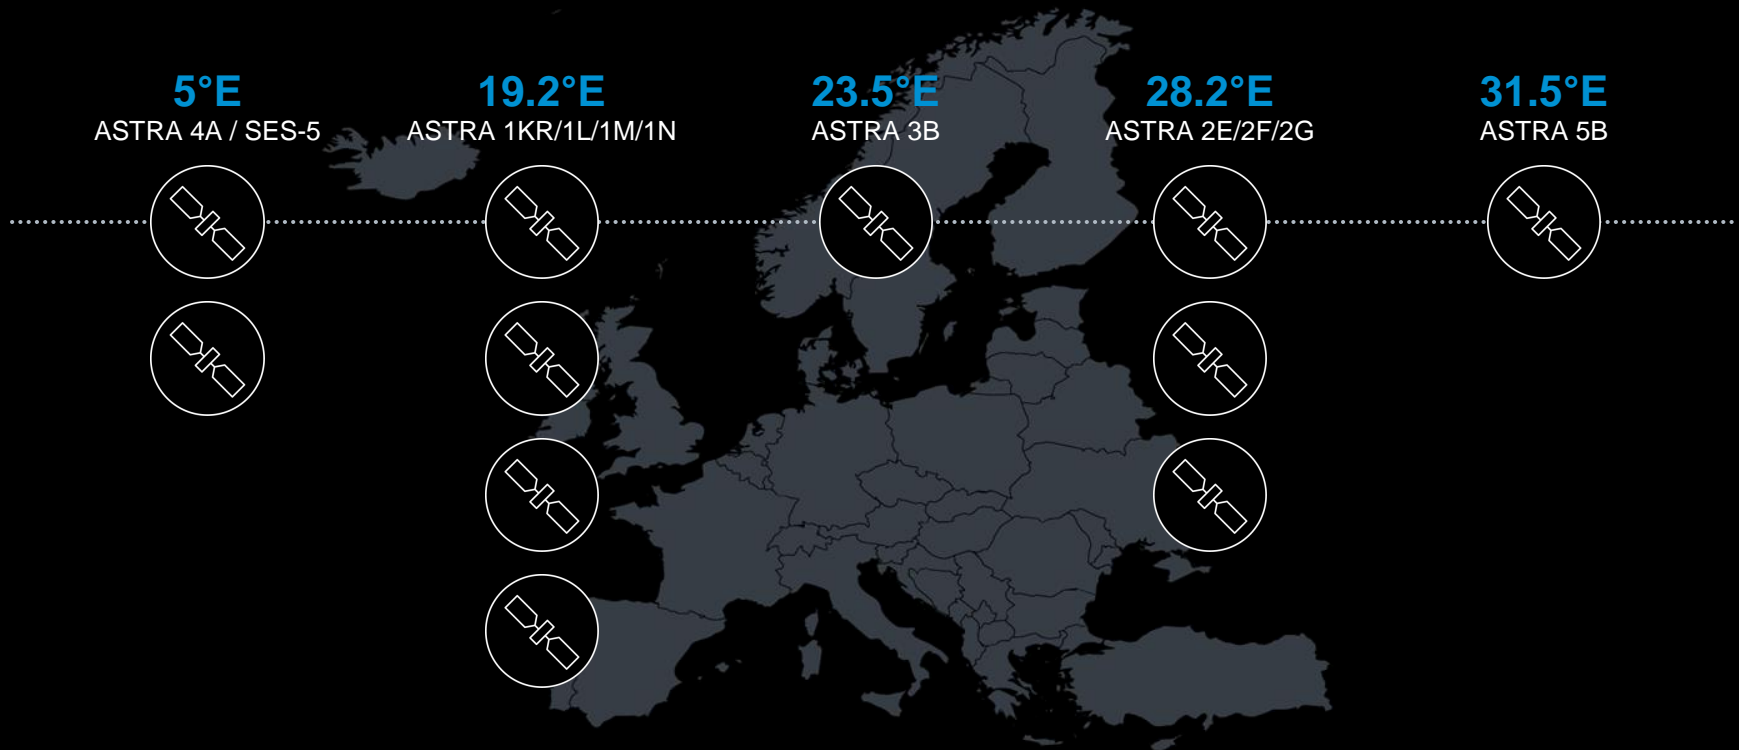 5°E
ASTRA 4A / SES-5
19.2°E
ASTRA 1KR/1L/1M/1N
23.5°E
ASTRA 3B
28.2°E
ASTRA 2E/2F/2G
31.5°E
ASTRA 5B